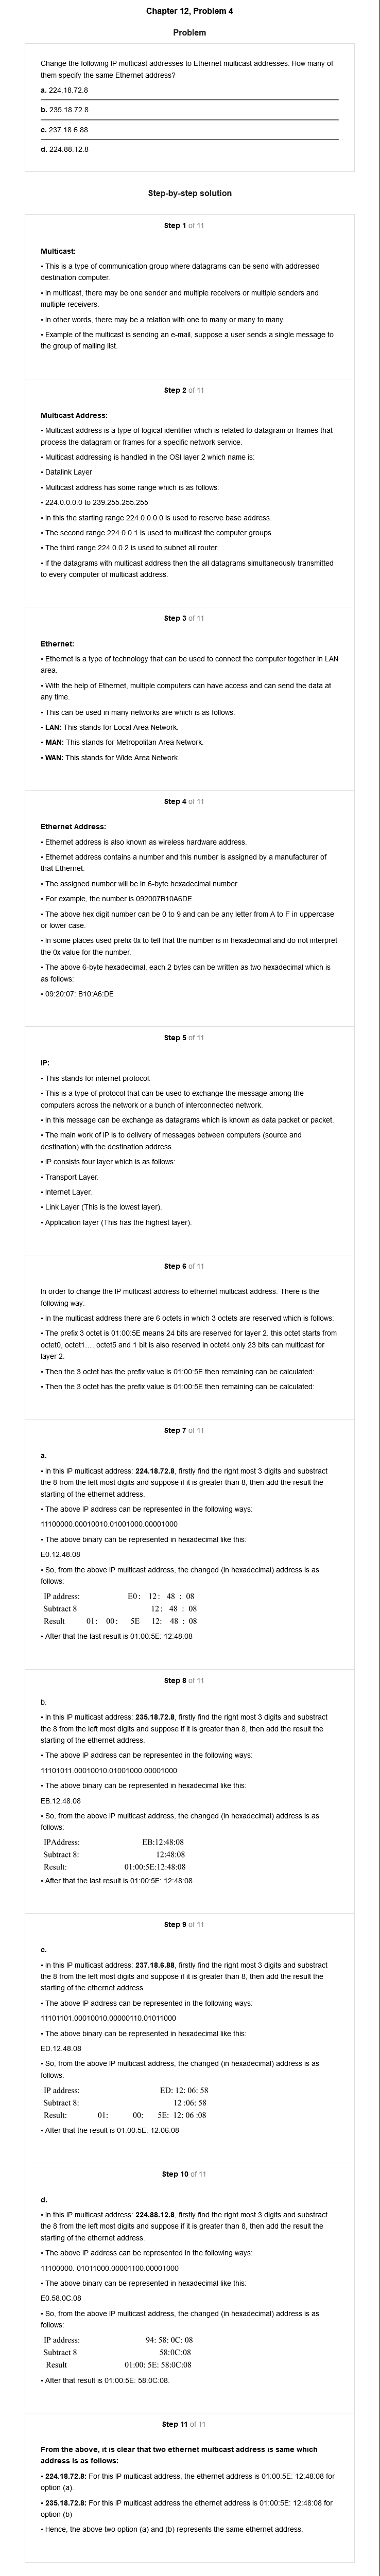 Chapter 12, Problem 4
Problem
Change the following IP multicast addresses to Ethernet multicast addresses. How many of
them specify the same Ethernet address?
a. 224.18.72.8
b. 235.18.72.8
c. 237.18.6.88
d. 224.88.12.8
Step-by-step solution
Step 1 of 11
Multicast:
• This is a type of communication group where datagrams can be send with addressed
destination computer.
• In multicast, there may be one sender and multiple receivers or multiple senders and
multiple receivers.
• In other words, there may be a relation with one to many or many to many.
• Example of the multicast is sending an e-mail, suppose a user sends a single message to
the group of mailing list.
Step 2 of 11
Multicast Address:
• Multicast address is a type of logical identifier which is related to datagram or frames that
process the datagram or frames for a specific network service.
• Multicast addressing is handled in the OSI layer 2 which name is:
• Datalink Layer
• Multicast address has some range which is as follows:
• 224.0.0.0.0 to 239.255.255.255
• In this the starting range 224.0.0.0.0 is used to reserve base address.
• The second range 224.0.0.1 is used to multicast the computer groups.
• The third range 224.0.0.2 is used to subnet all router.
• If the datagrams with multicast address then the all datagrams simultaneously transmitted
to every computer of multicast address.
Step 3 of 11
Ethernet:
• Ethernet is a type of technology that can be used to connect the computer together in LAN
area.
• With the help of Ethernet, multiple computers can have access and can send the data at
any time.
• This can be used in many networks are which is as follows:
• LAN: This stands for Local Area Network.
• MAN: This stands for Metropolitan Area Network.
• WAN: This stands for Wide Area Network.
Step 4 of 11
Ethernet Address:
• Ethernet address is also known as wireless hardware address.
• Ethernet address contains a number and this number is assigned by a manufacturer of
that Ethernet.
• The assigned number will be in 6-byte hexadecimal number.
• For example, the number is 092007B10A6DE.
• The above hex digit number can be 0 to 9 and can be any letter from A to F in uppercase
or lower case.
• In some places used prefix 0x to tell that the number is in hexadecimal and do not interpret
the 0x value for the number.
• The above 6-byte hexadecimal, each 2 bytes can be written as two hexadecimal which is
as follows:
• 09:20:07: B10:A6:DE
Step 5 of 11
IP:
• This stands for internet protocol.
• This is a type of protocol that can be used to exchange the message among the
computers across the network or a bunch of interconnected network.
• In this message can be exchange as datagrams which is known as data packet or packet.
• The main work of IP is to delivery of messages between computers (source and
destination) with the destination address.
• IP consists four layer which is as follows:
• Transport Layer.
• Internet Layer.
• Link Layer (This is the lowest layer).
• Application layer (This has the highest layer).
Step 6 of 11
In order to change the IP multicast address to ethernet multicast address. There is the
following way:
• In the multicast address there are 6 octets in which 3 octets are reserved which is follows:
• The prefix 3 octet is 01:00:5E means 24 bits are reserved for layer 2. this octet starts from
octet0, octet1…. octet5 and 1 bit is also reserved in octet4.only 23 bits can multicast for
layer 2.
• Then the 3 octet has the prefix value is 01:00:5E then remaining can be calculated:
• Then the 3 octet has the prefix value is 01:00:5E then remaining can be calculated:
Step 7 of 11
a.
• In this IP multicast address: 224.18.72.8, firstly find the right most 3 digits and substract
the 8 from the left most digits and suppose if it is greater than 8, then add the result the
starting of the ethernet address.
• The above IP address can be represented in the following ways:
11100000.00010010.01001000.00001000
• The above binary can be represented in hexadecimal like this:
E0.12.48.08
• So, from the above IP multicast address, the changed (in hexadecimal) address is as
follows:
IP address: E0 : 12 : 48 : 08
Subtract 8 12 : 48 : 08
Result 01: 00: 5E 12: 48 : 08
• After that the last result is 01:00:5E: 12:48:08
Step 8 of 11
b.
• In this IP multicast address: 235.18.72.8, firstly find the right most 3 digits and substract
the 8 from the left most digits and suppose if it is greater than 8, then add the result the
starting of the ethernet address.
• The above IP address can be represented in the following ways:
11101011.00010010.01001000.00001000
• The above binary can be represented in hexadecimal like this:
EB.12.48.08
• So, from the above IP multicast address, the changed (in hexadecimal) address is as
follows:
IPAddress: EB:12:48:08
Subtract 8: 12:48:08
Result: 01:00:5E:12:48:08
• After that the last result is 01:00:5E: 12:48:08
Step 9 of 11
c.
• In this IP multicast address: 237.18.6.88, firstly find the right most 3 digits and substract
the 8 from the left most digits and suppose if it is greater than 8, then add the result the
starting of the ethernet address.
• The above IP address can be represented in the following ways:
11101101.00010010.00000110.01011000
• The above binary can be represented in hexadecimal like this:
ED.12.48.08
• So, from the above IP multicast address, the changed (in hexadecimal) address is as
follows:
IP address: ED: 12: 06: 58
Subtract 8: 12 :06: 58
Result: 01: 00: 5E: 12: 06 :08
• After that the result is 01:00:5E: 12:06:08
Step 10 of 11
d.
• In this IP multicast address: 224.88.12.8, firstly find the right most 3 digits and substract
the 8 from the left most digits and suppose if it is greater than 8, then add the result the
starting of the ethernet address.
• The above IP address can be represented in the following ways:
11100000. 01011000.00001100.00001000
• The above binary can be represented in hexadecimal like this:
E0.58.0C.08
• So, from the above IP multicast address, the changed (in hexadecimal) address is as
follows:
IP address: 94: 58: 0C: 08
Subtract 8 58:0C:08
Result 01:00: 5E: 58:0C:08
• After that result is 01:00:5E: 58:0C:08.
Step 11 of 11
From the above, it is clear that two ethernet multicast address is same which
address is as follows:
• 224.18.72.8: For this IP multicast address, the ethernet address is 01:00:5E: 12:48:08 for
option (a).
• 235.18.72.8: For this IP multicast address the ethernet address is 01:00:5E: 12:48:08 for
option (b)
• Hence, the above two option (a) and (b) represents the same ethernet address.